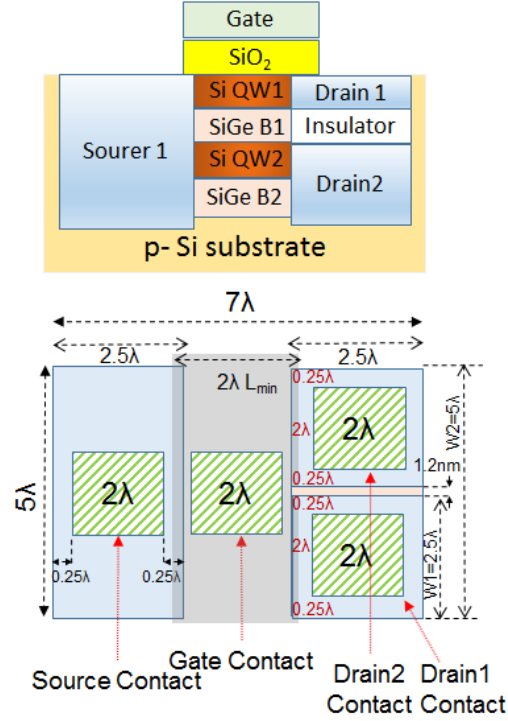 Gate
SiO2
Si QW1
Drain 1
SiGe B1
Insulator
Sourer 1
Si QW2
Drain2
SiGe B2
p- Si substrate
7λ
2.5λ
2.5λ
2λ Lmin
0.25λ
2λ
2λ
W2=5λ
0.25λ
1.2nm
5λ
2λ
2λ
0.25λ
2λ
2λ
W1=2.5λ
0.25λ
0.25λ
0.25λ
Source Contact
Gate Contact
Drain2
Contact
Drain1
Contact